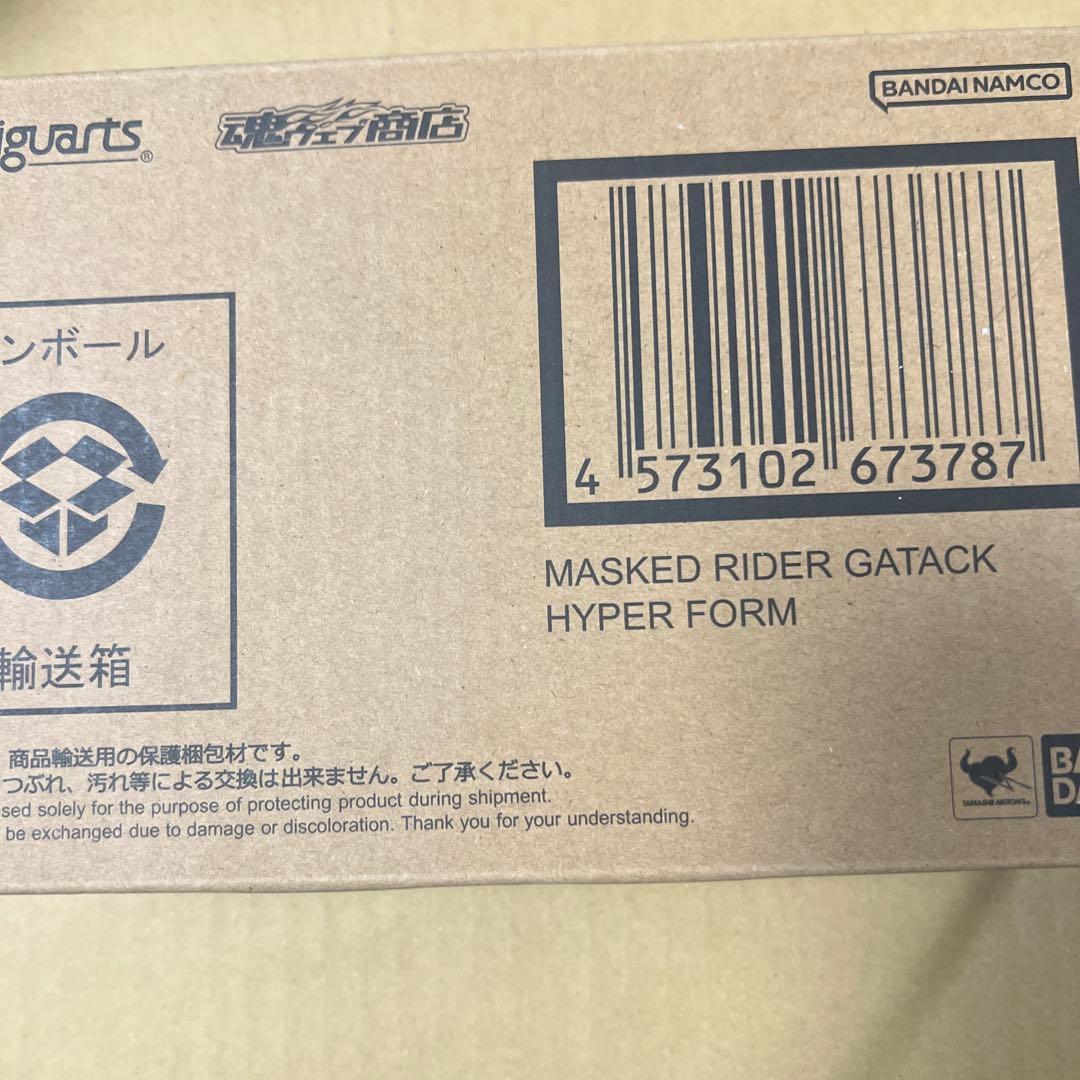 iguarts®
魂ウェブ商店
BANDAI NAMCO
4 573102 673787
MASKED RIDER GATACK
HYPER FORM
ンボール
輸送箱
商品輸送用の保護梱包材です。
つぶれ、汚れ等による交換は出来ません。ご了承ください。
sed solely for the purpose of protecting product during shipment.
be exchanged due to damage or discoloration. Thank you for your understanding.
TAMASHII NATIONS
BA
DA